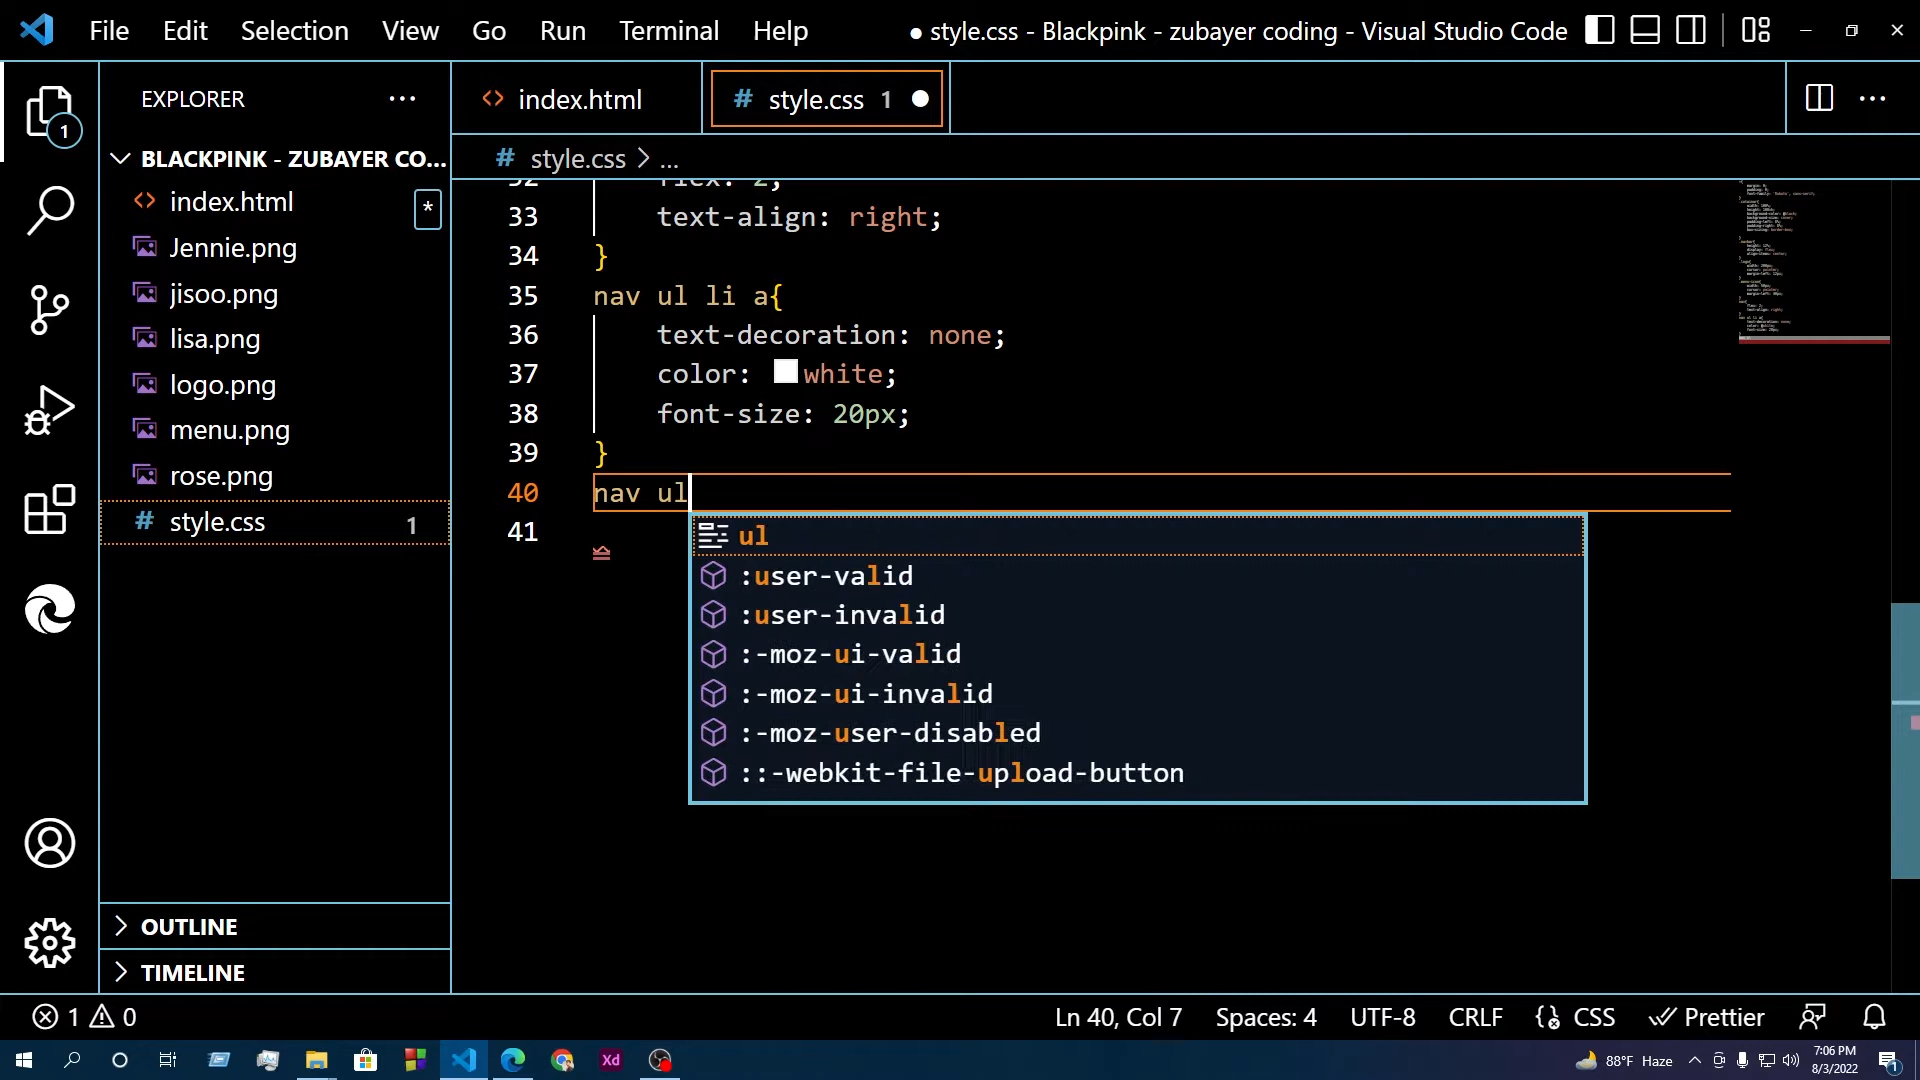 File Edit Selection View Go Run Terminal Help ● style.css - Blackpink - zubayer coding - Visual Studio Code
EXPLORER ...
BLACKPINK - ZUBAYER CO...
index.html
Jennie.png
jisoo.png
lisa.png
logo.png
menu.png
rose.png
style.css 1
OUTLINE
TIMELINE
<> index.html # style.css 1
# style.css > ...
32 flex: 2;
33 text-align: right;
34 }
35 nav ul li a{
36 text-decoration: none;
37 color: white;
38 font-size: 20px;
39 }
40 nav ul
41
ul
:user-valid
:user-invalid
:-moz-ui-valid
:-moz-ui-invalid
:-moz-user-disabled
::-webkit-file-upload-button
1 0 Ln 40, Col 7 Spaces: 4 UTF-8 CRLF CSS Prettier
Xd 88°F Haze 7:06 PM
8/3/2022